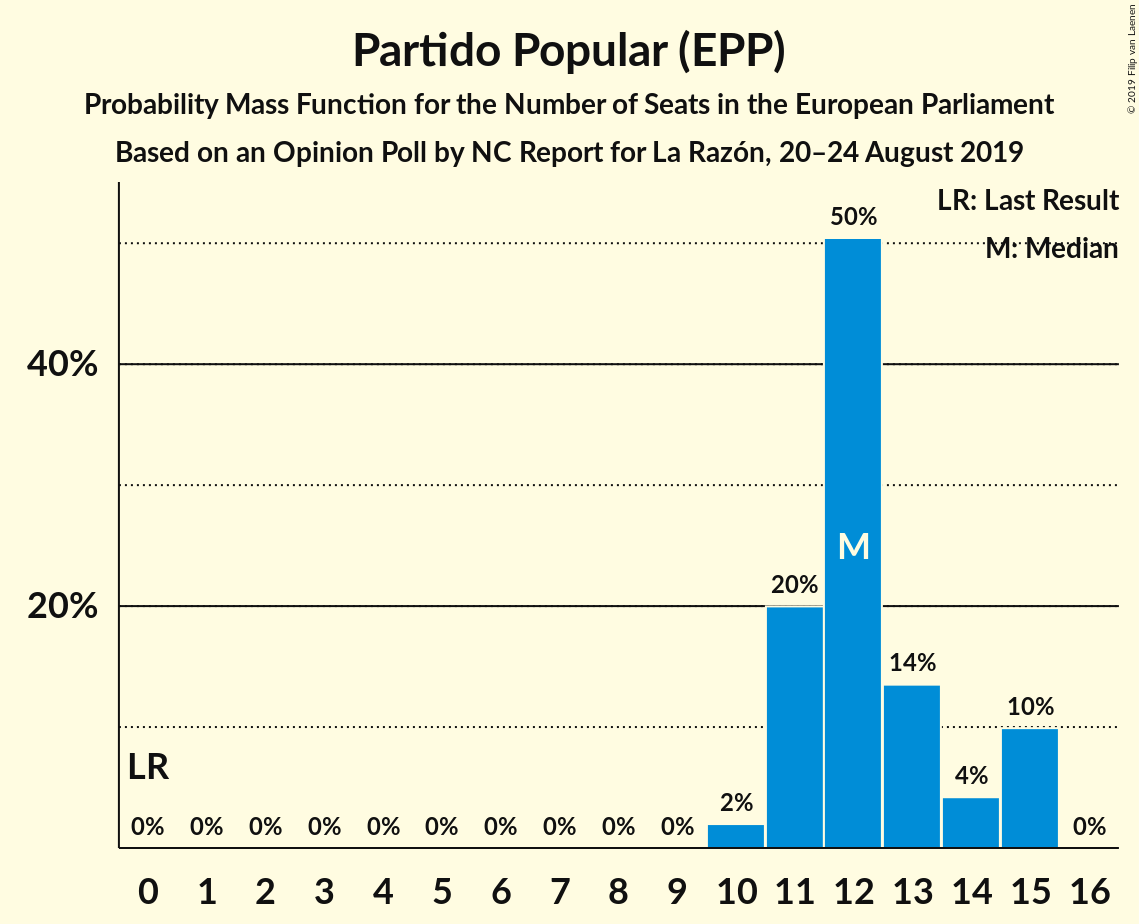 Partido Popular (EPP)
Probability Mass Function for the Number of Seats in the European Parliament
Based on an Opinion Poll by NC Report for La Razón, 20–24 August 2019
© 2019 Filip van Laenen
LR: Last Result
M: Median
50%
40%
M
20%
20%
14%
10%
LR
4%
2%
0% 0% 0% 0% 0% 0% 0% 0% 0% 0% 0%
0 1 2 3 4 5 6 7 8 9 10 11 12 13 14 15 16